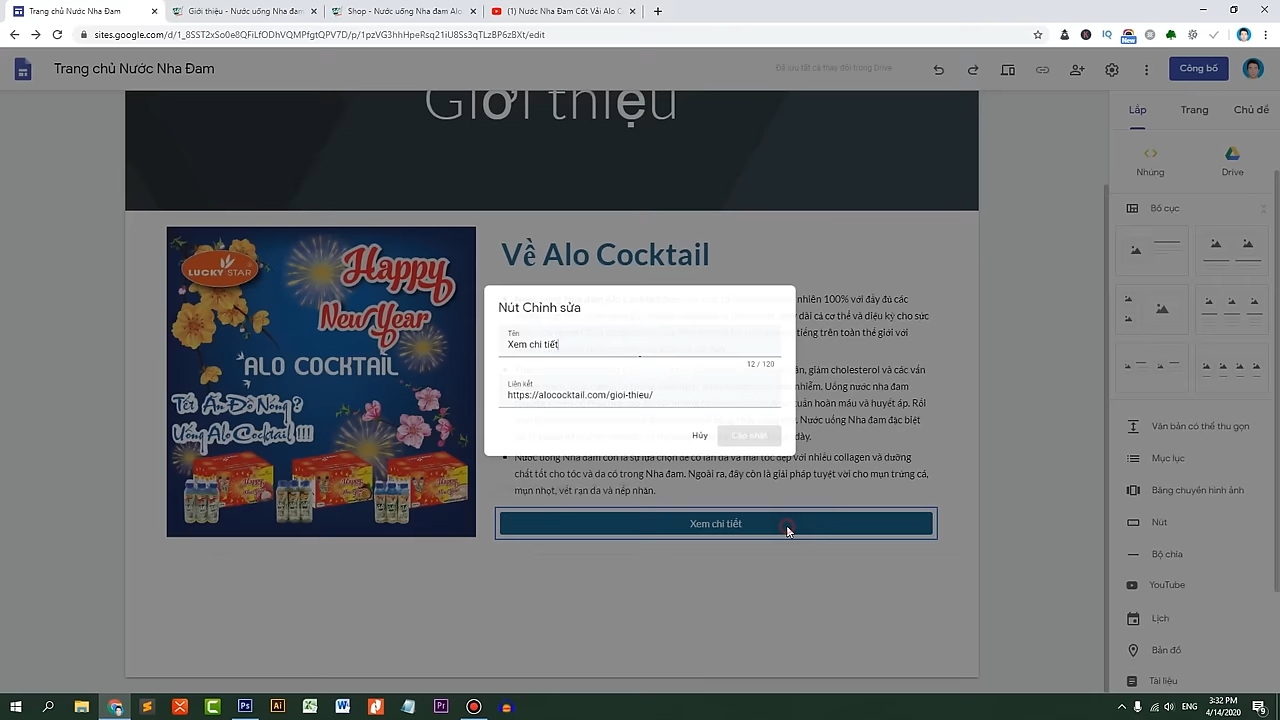 Trang chủ Nước Nha Đam
Giới thiệu - Nước uống Nha đam
Shop - Nước uống Nha đam Alo
(1) Nước Nha Đam Cốt Vải Alo C
sites.google.com/d/1_8SST2xSo0e8QFiLfODhVQMPfgtQPV7D/p/1pzVG3hhHpeRsq21iU8Ss3qTLzBP6zBXt/edit
IQ
New
Trang chủ Nước Nha Đam
Đã lưu tất cả thay đổi trong Drive
Công bố
Giới thiệu
LUCKY STAR
Happy
New Year
ALO COCKTAIL
Tết Ăn Đồ Nóng ?
Uống Alo Cocktail !!!
Về Alo Cocktail
nhiên 100% với đầy đủ các
dài cả cơ thể và diệu kỳ cho sức
tiếng trên toàn thế giới với
giảm cholesterol và các vấn
nhiễm. Uống nước nha đam
tuần hoàn máu và huyết áp. Rồi
Nước uống Nha đam đặc biệt
dày.
Nước uống Nha đam còn là sự lựa chọn để có làn da và mái tóc đẹp với nhiều collagen và dưỡng
chất tốt cho tóc và da có trong Nha đam. Ngoài ra, đây còn là giải pháp tuyệt vời cho mụn trứng cá,
mụn nhọt, vết rạn da và nếp nhăn.
Xem chi tiết
Nút Chỉnh sửa
Tên
Xem chi tiết
12 / 120
Liên kết
https://alococktail.com/gioi-thieu/
Hủy
Cập nhật
Lắp
Trang
Chủ đề
Nhúng
Drive
Bố cục
Văn bản có thể thu gọn
Mục lục
Băng chuyền hình ảnh
Nút
Bộ chia
YouTube
Lịch
Bản đồ
Tài liệu
ENG
3:32 PM
4/14/2020